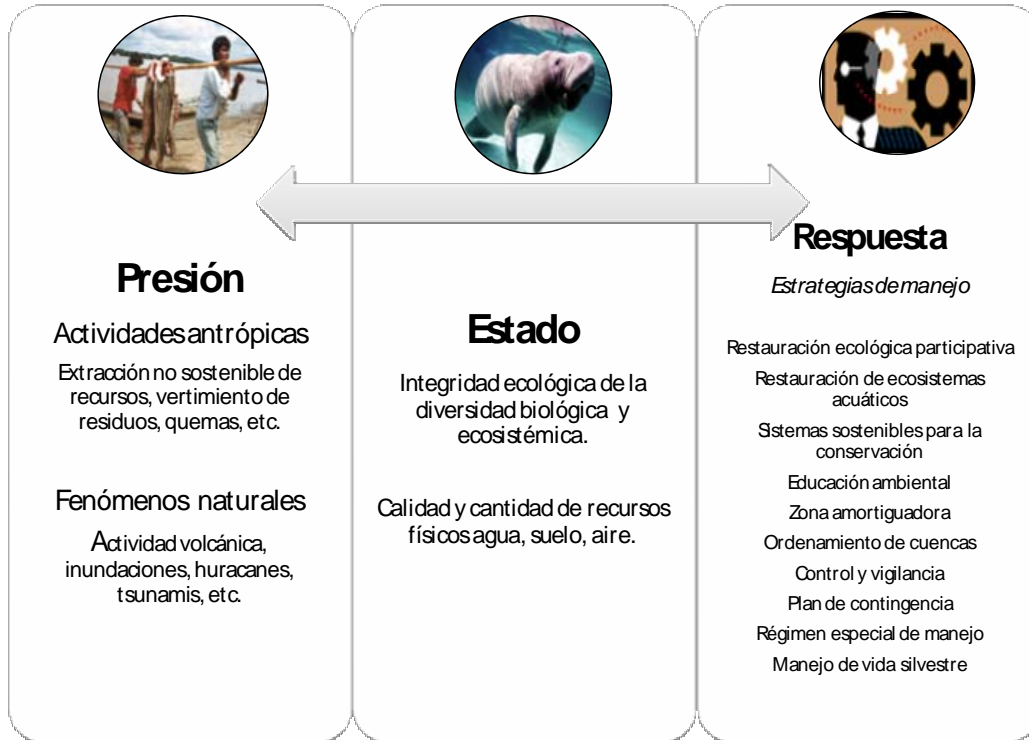 Presión
Actividades antrópicas
Extracción no sostenible de
recursos, vertimiento de
residuos, quemas, etc.
Fenómenos naturales
Actividad volcánica,
inundaciones, huracanes,
tsunamis, etc.
Estado
Integridad ecológica de la
diversidad biológica y
ecosistémica.
Calidad y cantidad de recursos
físicos agua, suelo, aire.
Respuesta
Estrategias de manejo
Restauración ecológica participativa
Restauración de ecosistemas
acuáticos
Sistemas sostenibles para la
conservación
Educación ambiental
Zona amortiguadora
Ordenamiento de cuencas
Control y vigilancia
Plan de contingencia
Régimen especial de manejo
Manejo de vida silvestre